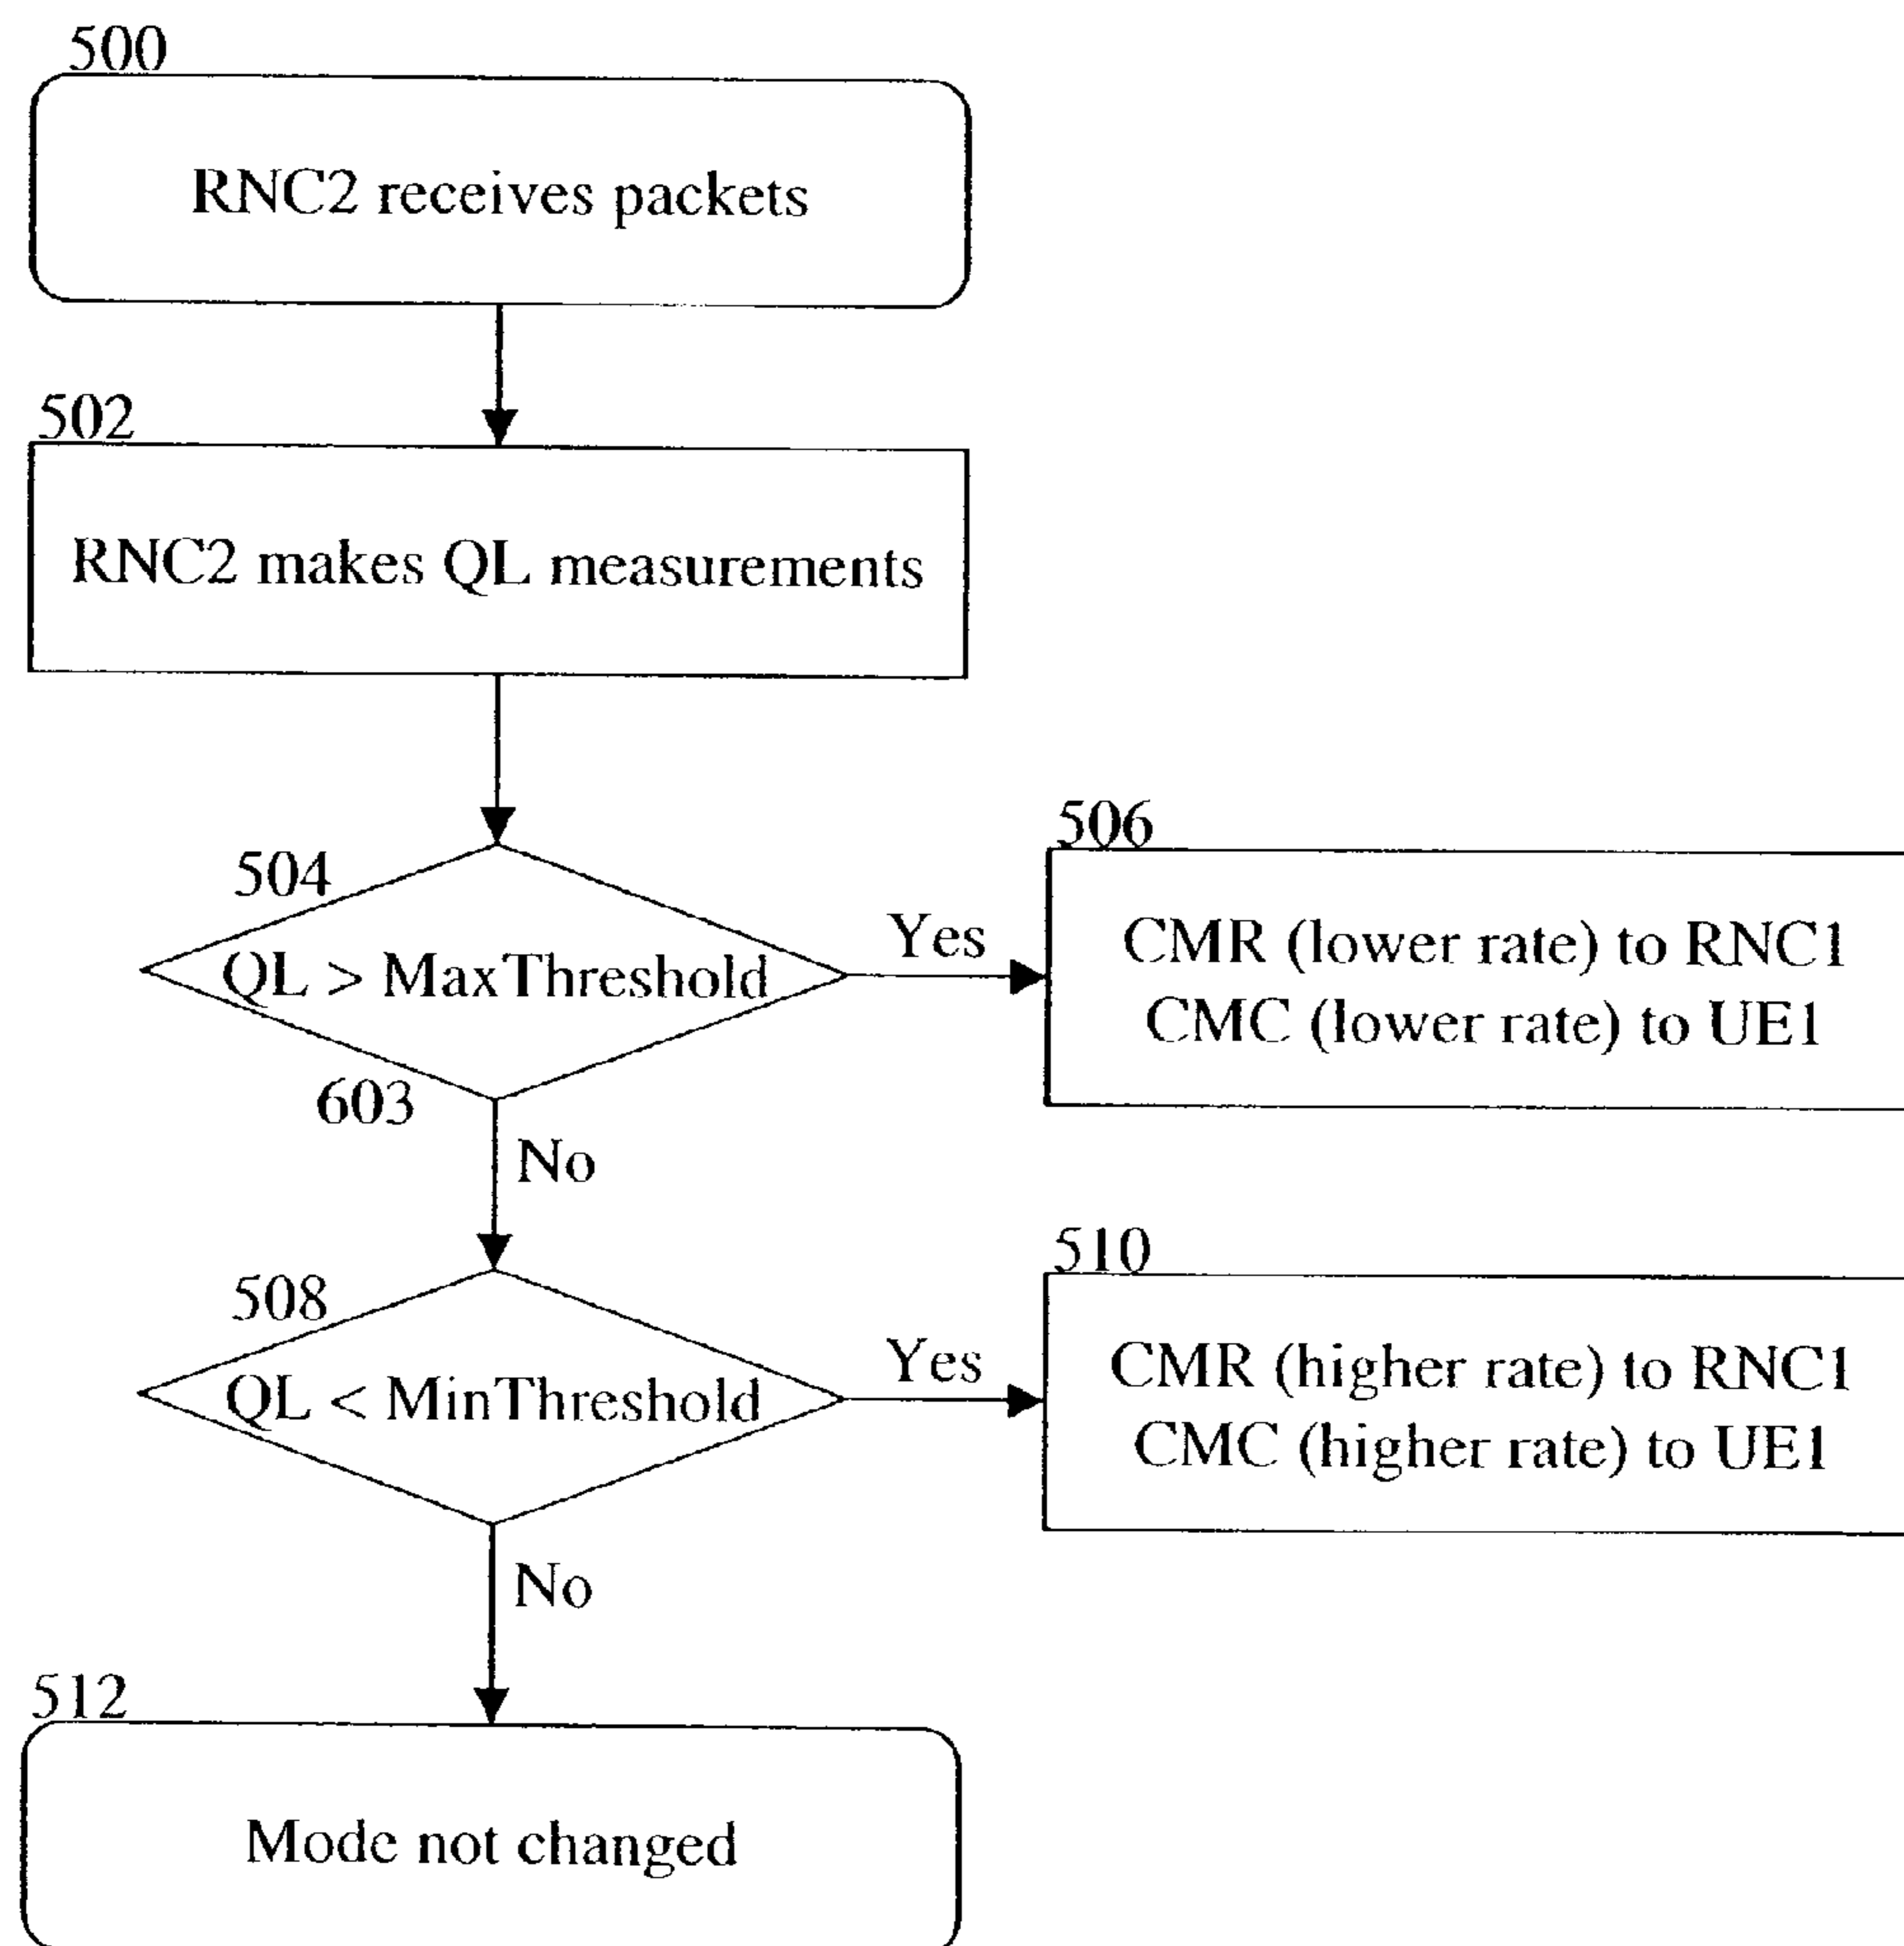 500
RNC2 receives packets
502
RNC2 makes QL measurements
504
QL > MaxThreshold
Yes
506
CMR (lower rate) to RNC1
CMC (lower rate) to UE1
603
No
508
QL < MinThreshold
Yes
510
CMR (higher rate) to RNC1
CMC (higher rate) to UE1
No
512
Mode not changed